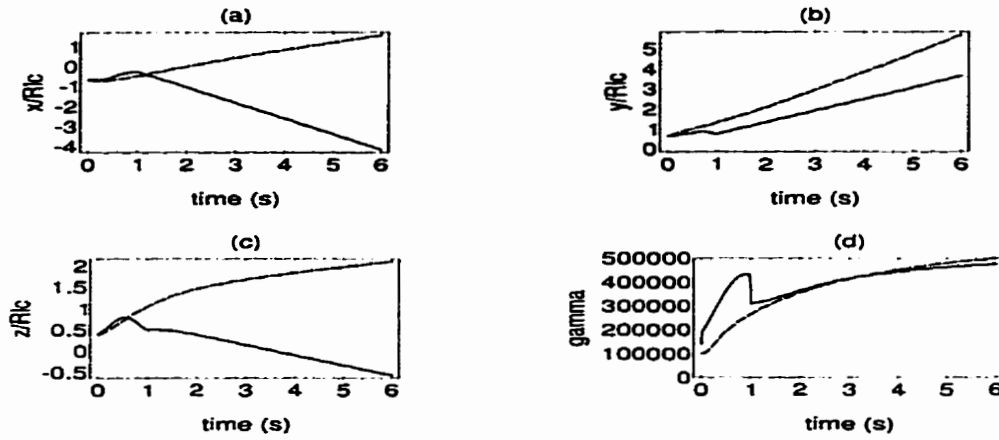 (a)
x/Rlc
1
0
-1
-2
-3
-4
0 1 2 3 4 5 6
time (s)
(b)
y/Rlc
5
4
3
2
1
0
0 1 2 3 4 5 6
time (s)
(c)
z/Rlc
2
1.5
1
0.5
0
-0.5
0 1 2 3 4 5 6
time (s)
(d)
gamma
500000
400000
300000
200000
100000
0
0 1 2 3 4 5 6
time (s)